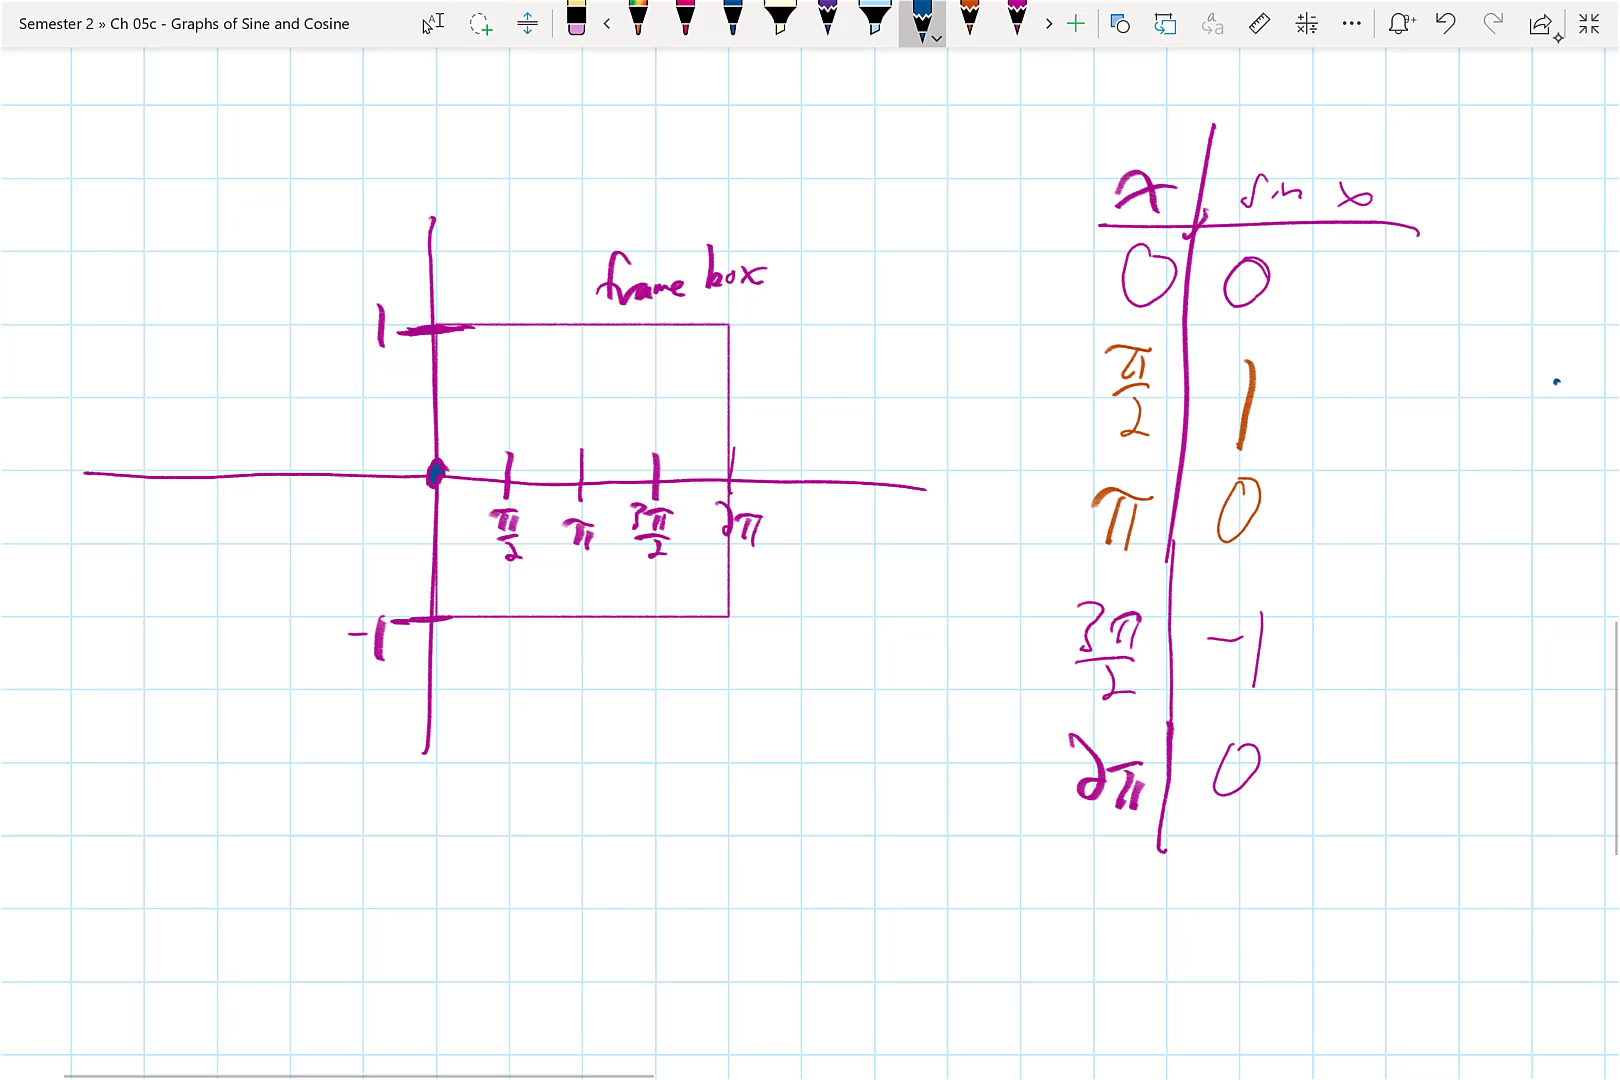 Semester 2 » Ch 05c - Graphs of Sine and Cosine
frame box
1
π/2 π 3π/2 2π
-1
x sin x
0 0
π/2 1
π 0
3π/2 -1
2π 0